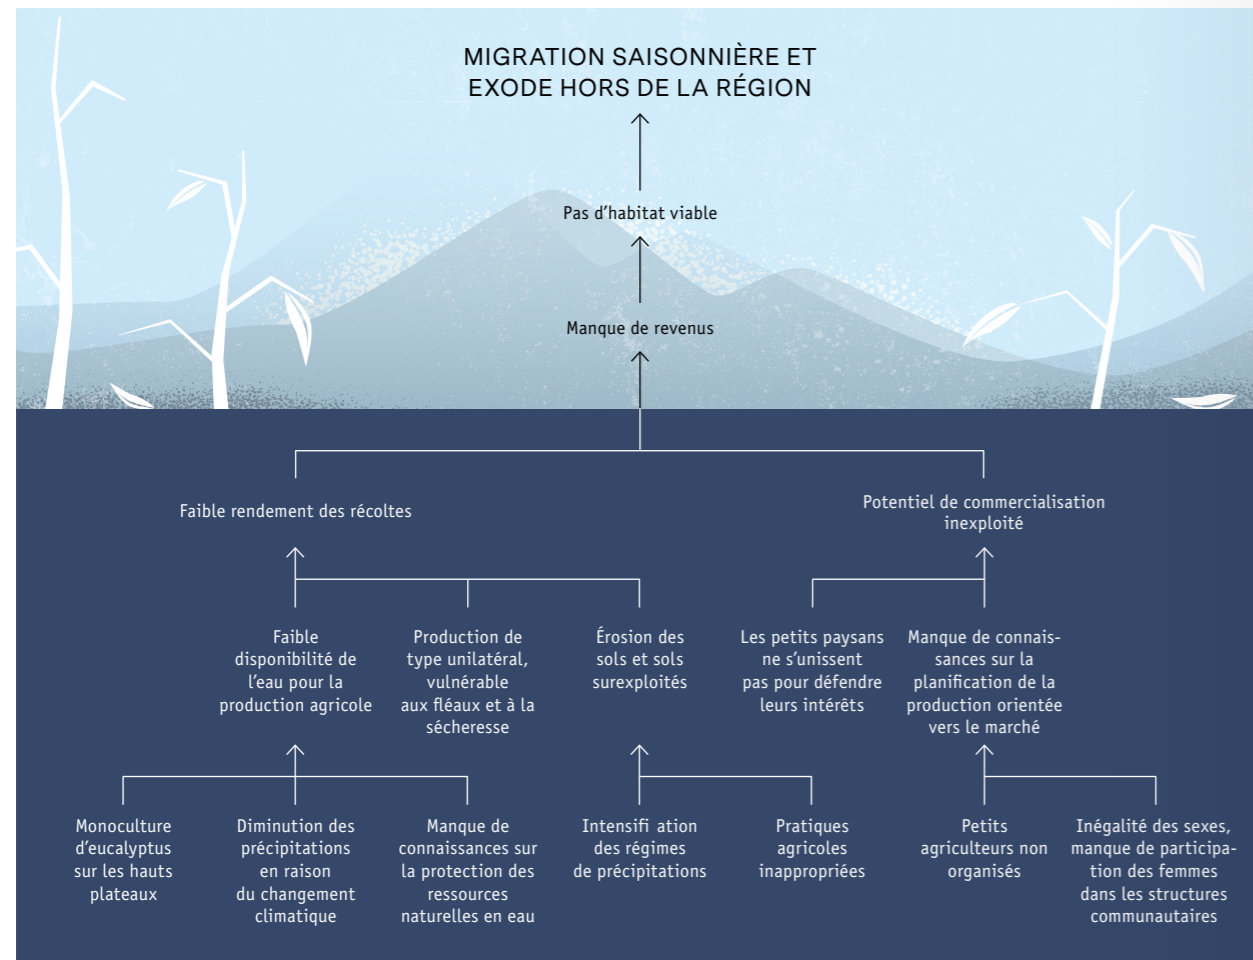 MIGRATION SAISONNIÈRE ET
EXODE HORS DE LA RÉGION
Pas d'habitat viable
Manque de revenus
Faible rendement des récoltes
Potentiel de commercialisation
inexploité
Faible
disponibilité de
l'eau pour la
production agricole
Production de
type unilatéral,
vulnérable
aux fléaux et à la
sécheresse
Érosion des
sols et sols
surexploités
Les petits paysans
ne s'unissent
pas pour défendre
leurs intérêts
Manque de connais-
sances sur la
planification de la
production orientée
vers le marché
Monoculture
d'eucalyptus
sur les hauts
plateaux
Diminution des
précipitations
en raison
du changement
climatique
Manque de
connaissances sur
la protection des
ressources
naturelles en eau
Intensifi ation
des régimes
de précipitations
Pratiques
agricoles
inappropriées
Petits
agriculteurs non
organisés
Inégalité des sexes,
manque de participa-
tion des femmes
dans les structures
communautaires